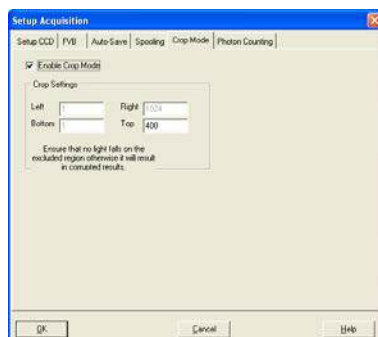 Setup Acquisition
Setup CCD FVB Auto-Save Spooling Crop Mode Photon Counting
Enable Crop Mode
Crop Settings
Left 1 Right 1024
Bottom 1 Top 400
Ensure that no light falls on the
excluded region otherwise it will result
in corrupted results.
OK Cancel Help